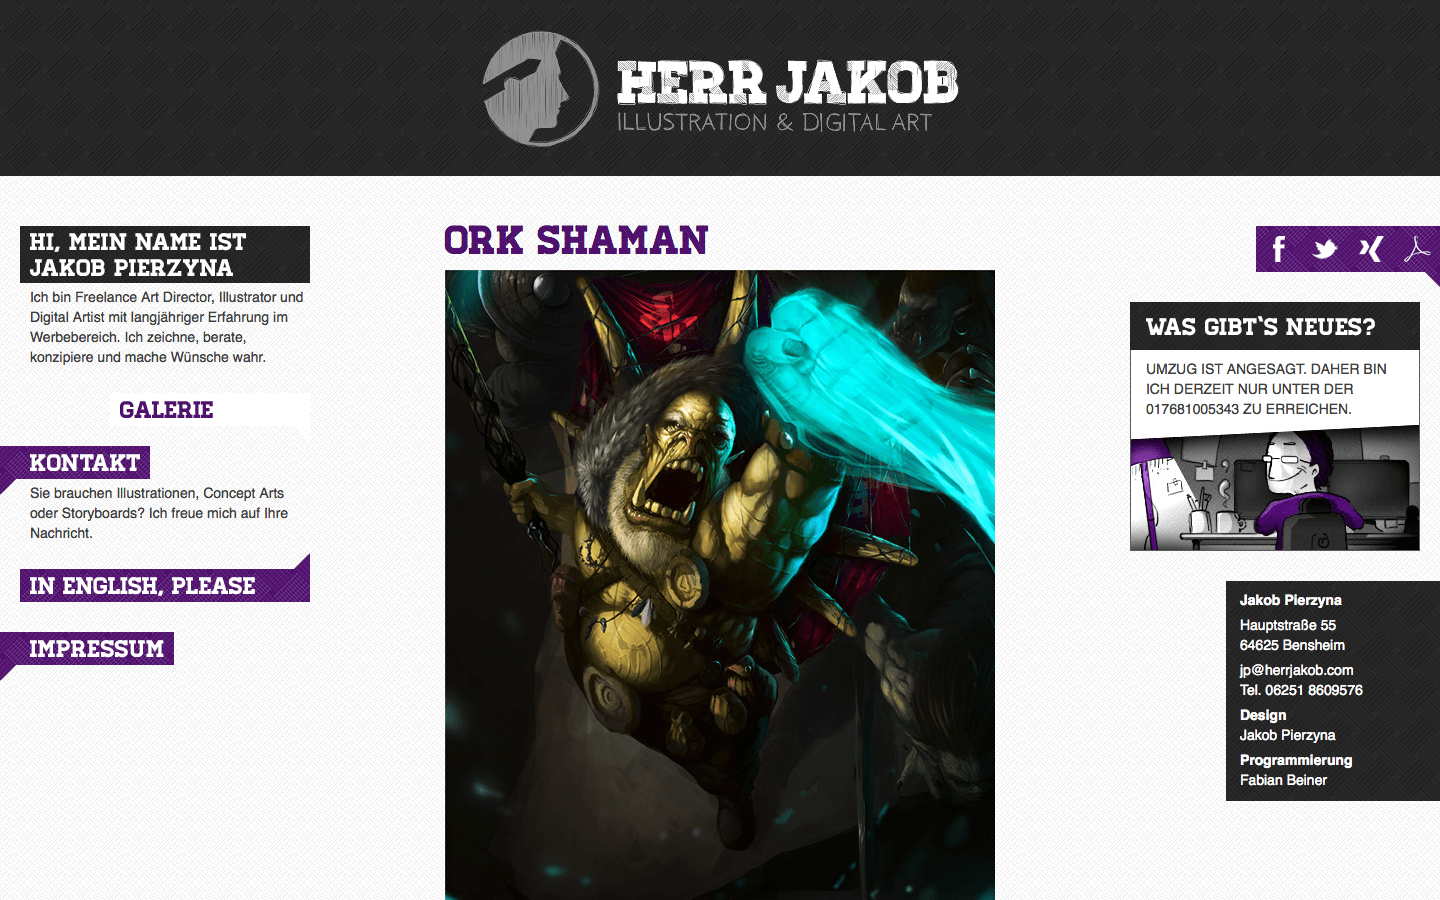 HERR JAKOB
ILLUSTRATION & DIGITAL ART
HI, MEIN NAME IST
JAKOB PIERZYNA
Ich bin Freelance Art Director, Illustrator und
Digital Artist mit langjähriger Erfahrung im
Werbebereich. Ich zeichne, berate,
konzipiere und mache Wünsche wahr.
GALERIE
KONTAKT
Sie brauchen Illustrationen, Concept Arts
oder Storyboards? Ich freue mich auf Ihre
Nachricht.
IN ENGLISH, PLEASE
IMPRESSUM
ORK SHAMAN
WAS GIBT`S NEUES?
UMZUG IST ANGESAGT. DAHER BIN
ICH DERZEIT NUR UNTER DER
017681005343 ZU ERREICHEN.
Jakob Pierzyna
Hauptstraße 55
64625 Bensheim
jp@herrjakob.com
Tel. 06251 8609576
Design
Jakob Pierzyna
Programmierung
Fabian Beiner